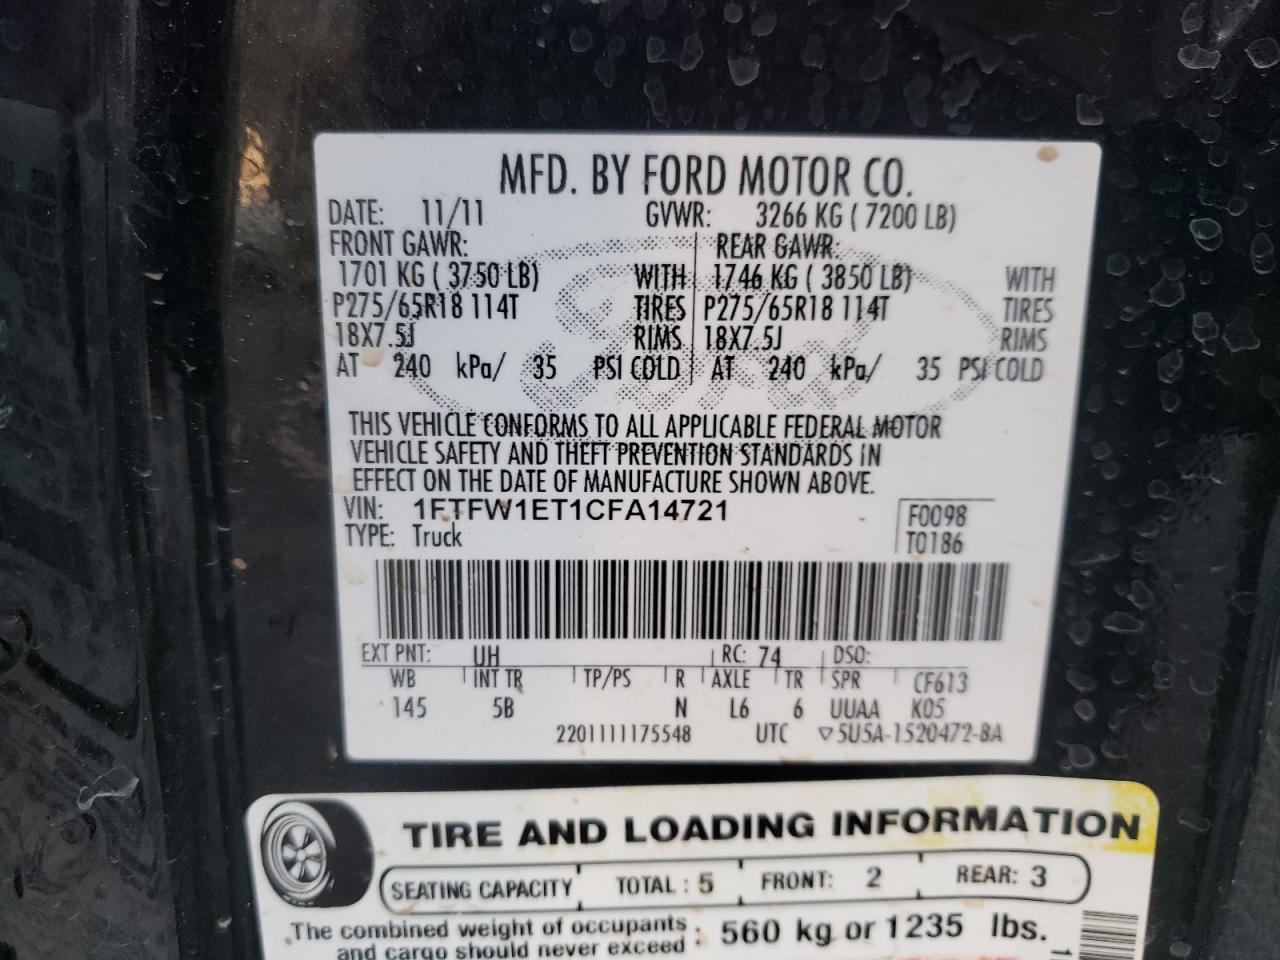 MFD. BY FORD MOTOR CO.
DATE: 11/11 GVWR: 3266 KG ( 7200 LB)
FRONT GAWR: REAR GAWR:
1701 KG ( 3750 LB) WITH 1746 KG ( 3850 LB) WITH
P275/65R18 114T TIRES P275/65R18 114T TIRES
18X7.5J RIMS 18X7.5J RIMS
AT 240 kPa/ 35 PSI COLD AT 240 kPa/ 35 PSI COLD
THIS VEHICLE CONFORMS TO ALL APPLICABLE FEDERAL MOTOR
VEHICLE SAFETY AND THEFT PREVENTION STANDARDS IN
EFFECT ON THE DATE OF MANUFACTURE SHOWN ABOVE.
VIN: 1FTFW1ET1CFA14721 F0098
TYPE: Truck T0186
EXT PNT: UH RC: 74 DSO:
WB INT TR TP/PS R AXLE TR SPR CF613
145 5B N L6 6 UUAA K05
2201111175548 UTC ▽5U5A-1520472-BA
TIRE AND LOADING INFORMATION
SEATING CAPACITY TOTAL : 5 FRONT: 2 REAR: 3
The combined weight of occupants
and cargo should never exceed : 560 kg or 1235 lbs.